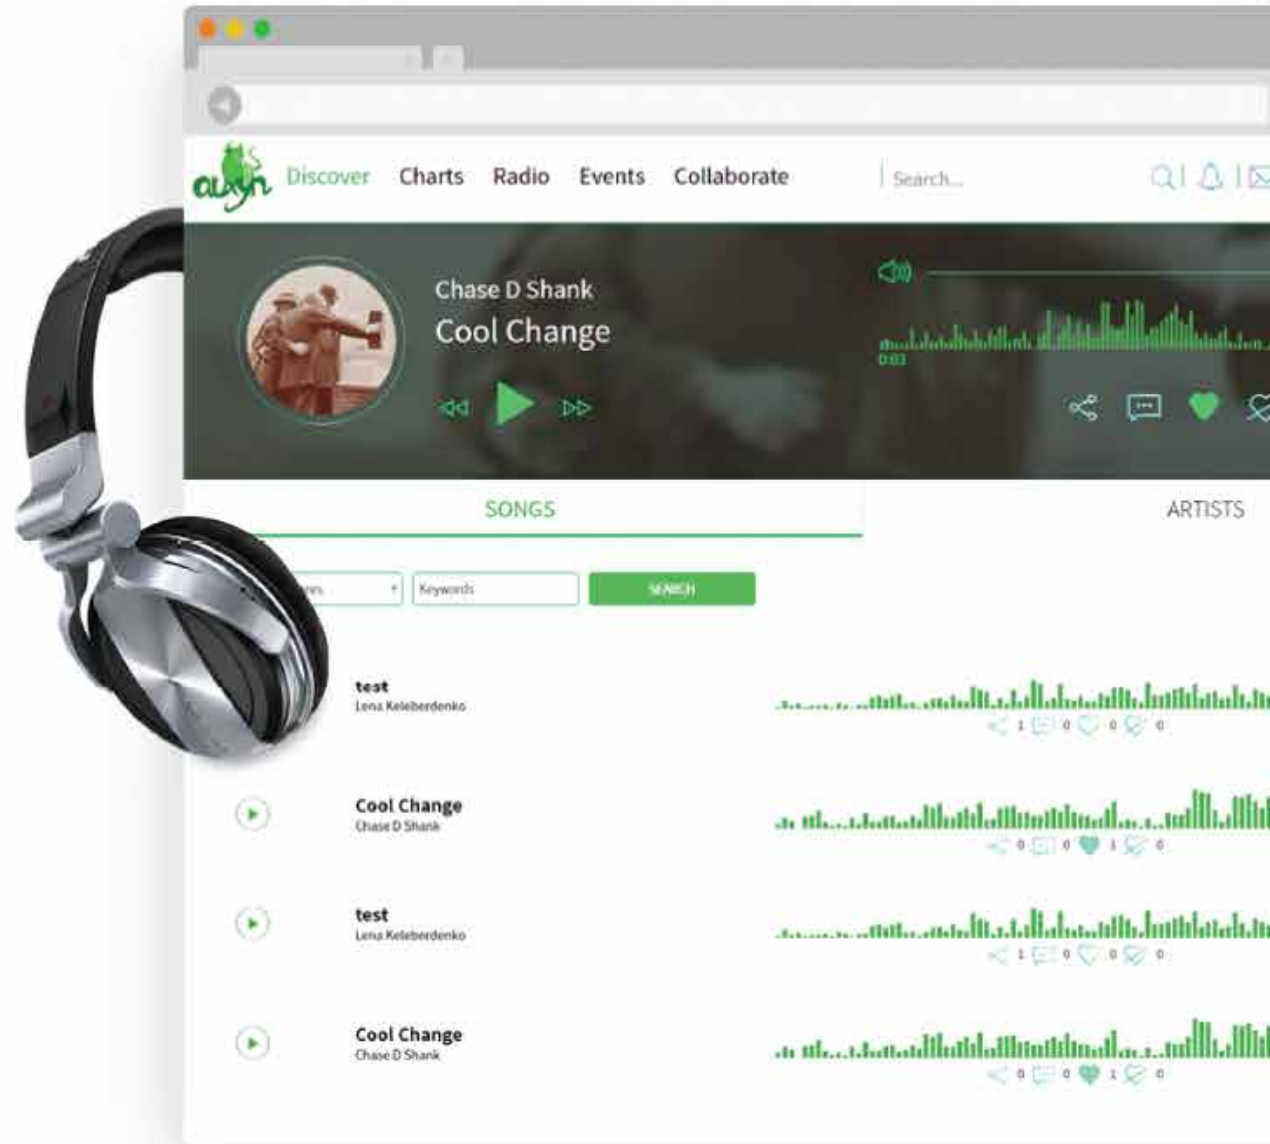 Discover Charts Radio Events Collaborate Search...
Chase D Shank
Cool Change
0:03
SONGS ARTISTS
Keywords SEARCH
test
Lena Keleberdenko
1 0 0 0
Cool Change
Chase D Shank
0 0 1 0
test
Lena Keleberdenko
1 0 0 0
Cool Change
Chase D Shank
0 0 1 0